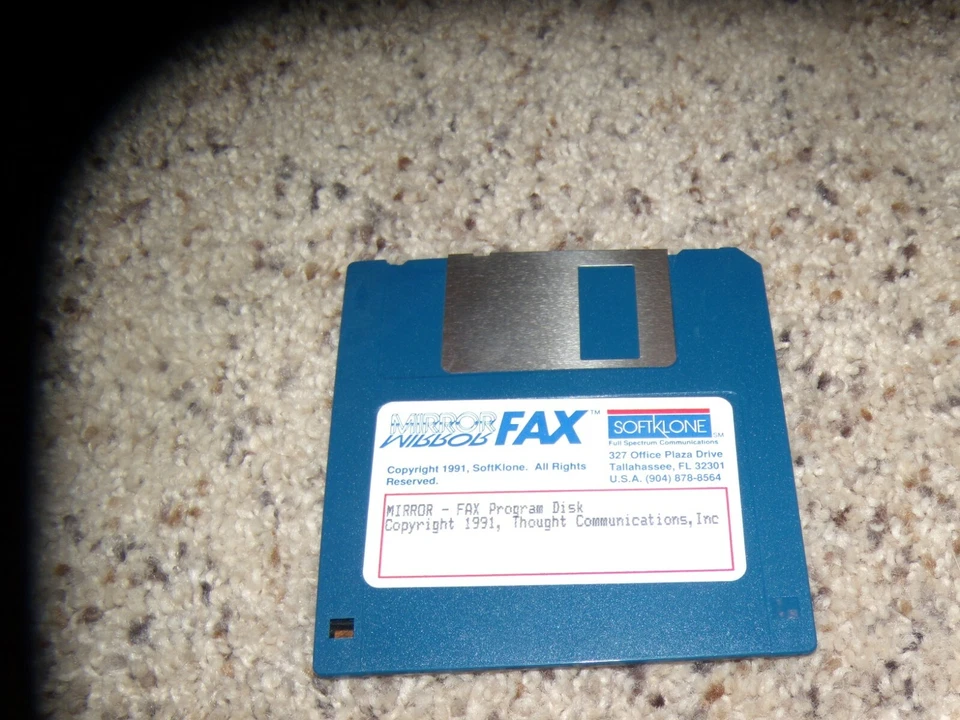 MIRROR FAX™
MIRROR
SOFTKLONE SM
Full Spectrum Communications
327 Office Plaza Drive
Tallahassee, FL 32301
U.S.A. (904) 878-8564
Copyright 1991, SoftKlone. All Rights
Reserved.
MIRROR - FAX Program Disk
Copyright 1991, Thought Communications,Inc